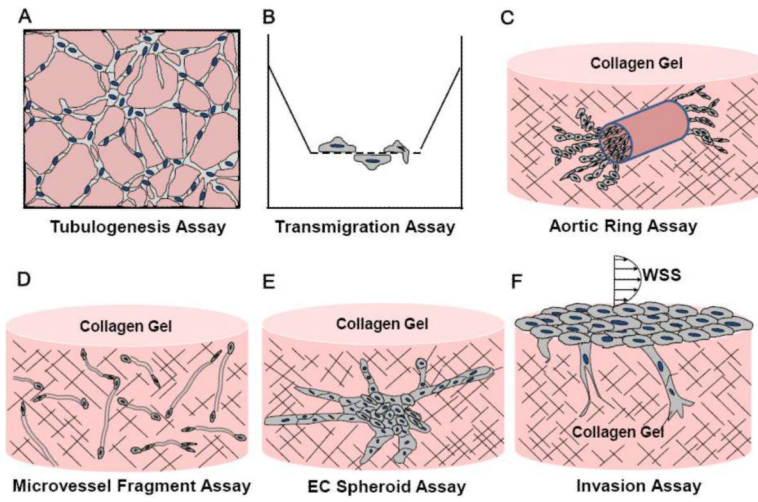 A
Tubulogenesis Assay
B
Transmigration Assay
C
Collagen Gel
Aortic Ring Assay
D
Collagen Gel
Microvessel Fragment Assay
E
Collagen Gel
EC Spheroid Assay
F
WSS
Collagen Gel
Invasion Assay